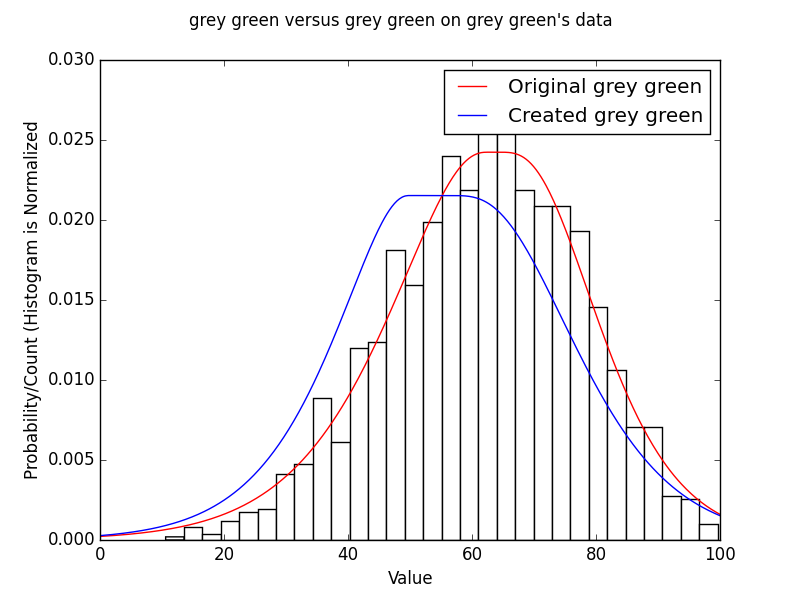 grey green versus grey green on grey green's data
0.030
0.025
0.020
0.015
0.010
0.005
0.000
Probability/Count (Histogram is Normalized
Original grey green
Created grey green
0 20 40 60 80 100
Value